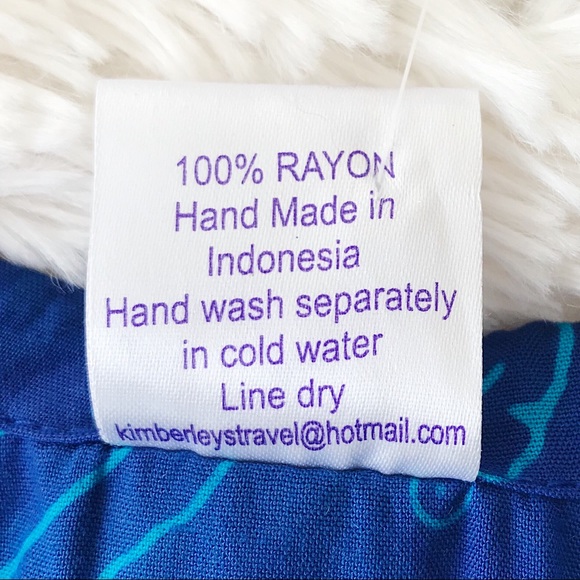 100% RAYON
Hand Made in
Indonesia
Hand wash separately
in cold water
Line dry
kimberleystravel@hotmail.com